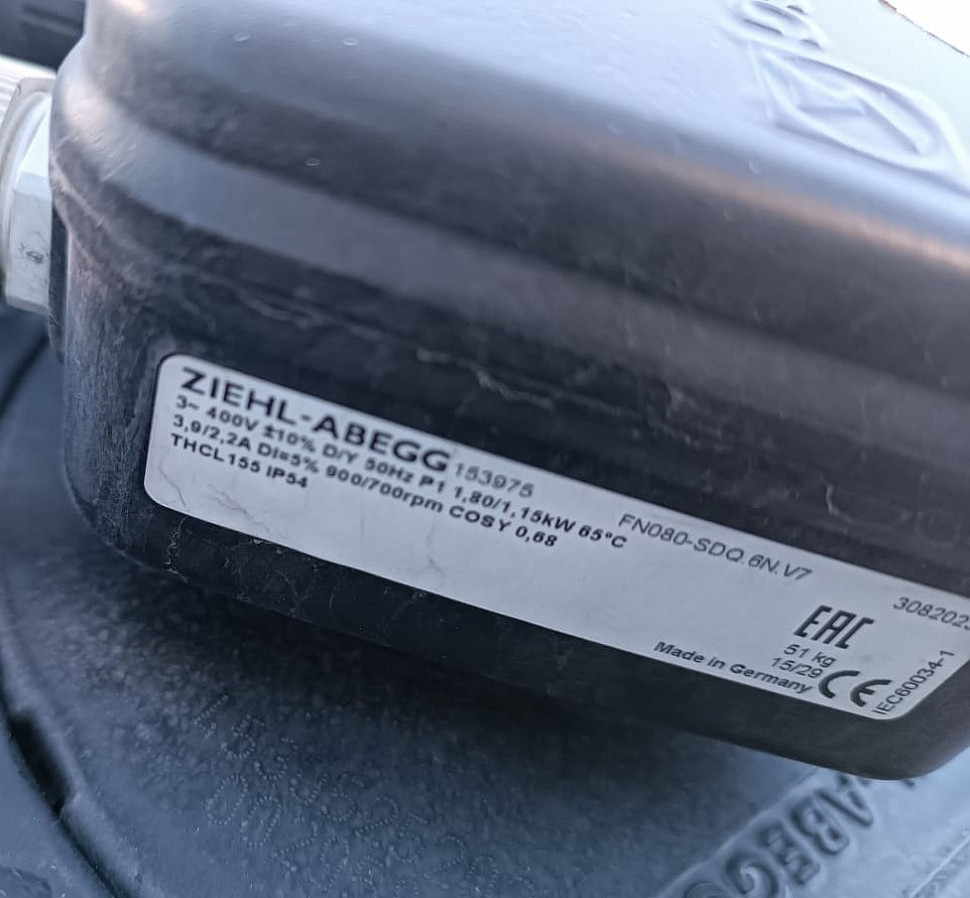 ZIEHL-ABEGG 153975 FN080-SDQ.6N.V7
3~ 400V ±10% D/Y 50Hz P1 1,80/1,15kW 65°C
3,9/2,2A DI=5% 900/700rpm COSY 0,68
THCL155 IP54
EAC
51 kg
15/29
Made in Germany CE
IEC60034-1
ABEGG